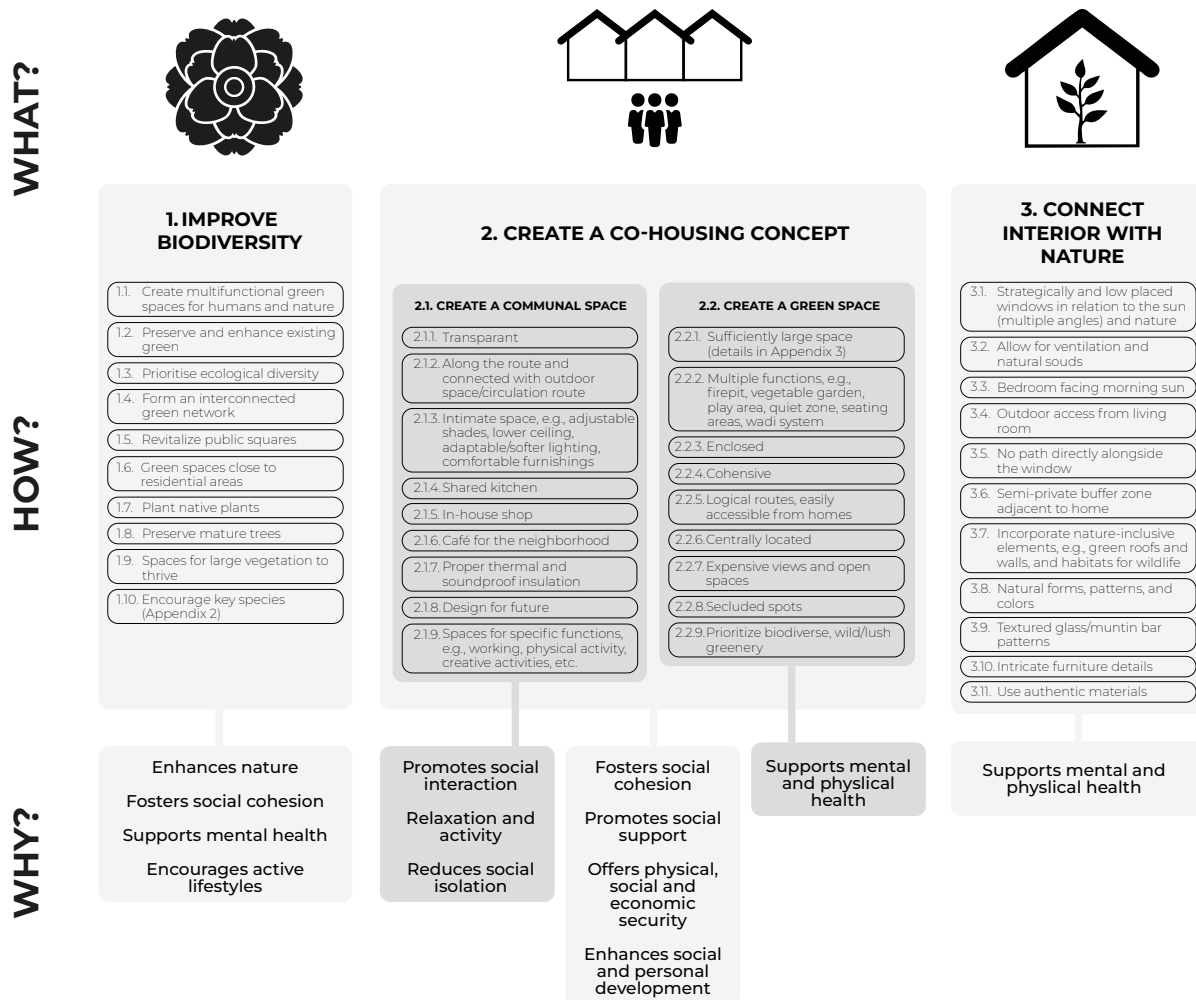 WHAT?
HOW?
WHY?
1. IMPROVE
BIODIVERSITY
1.1. Create multifunctional green
spaces for humans and nature
1.2. Preserve and enhance existing
green
1.3. Prioritise ecological diversity
1.4. Form an interconnected
green network
1.5. Revitalize public squares
1.6. Green spaces close to
residential areas
1.7. Plant native plants
1.8. Preserve mature trees
1.9. Spaces for large vegetation to
thrive
1.10. Encourage key species
(Appendix 2)
Enhances nature
Fosters social cohesion
Supports mental health
Encourages active
lifestyles
2. CREATE A CO-HOUSING CONCEPT
2.1. CREATE A COMMUNAL SPACE
2.1.1. Transparant
2.1.2. Along the route and
connected with outdoor
space/circulation route
2.1.3. Intimate space, e.g., adjustable
shades, lower ceiling,
adaptable/softer lighting,
comfortable furnishings
2.1.4. Shared kitchen
2.1.5. In-house shop
2.1.6. Café for the neighborhood
2.1.7. Proper thermal and
soundproof insulation
2.1.8. Design for future
2.1.9. Spaces for specific functions,
e.g., working, physical activity,
creative activities, etc.
2.2. CREATE A GREEN SPACE
2.2.1. Sufficiently large space
(details in Appendix 3)
2.2.2. Multiple functions, e.g.,
firepit, vegetable garden,
play area, quiet zone, seating
areas, wadi system
2.2.3. Enclosed
2.2.4. Cohensive
2.2.5. Logical routes, easily
accessible from homes
2.2.6. Centrally located
2.2.7. Expensive views and open
spaces
2.2.8. Secluded spots
2.2.9. Prioritize biodiverse, wild/lush
greenery
Promotes social
interaction
Relaxation and
activity
Reduces social
isolation
Fosters social
cohesion
Promotes social
support
Offers physical,
social and
economic
security
Enhances social
and personal
development
Supports mental
and physlical
health
3. CONNECT
INTERIOR WITH
NATURE
3.1. Strategically and low placed
windows in relation to the sun
(multiple angles) and nature
3.2. Allow for ventilation and
natural souds
3.3. Bedroom facing morning sun
3.4. Outdoor access from living
room
3.5. No path directly alongside
the window
3.6. Semi-private buffer zone
adjacent to home
3.7. Incorporate nature-inclusive
elements, e.g., green roofs and
walls, and habitats for wildlife
3.8. Natural forms, patterns, and
colors
3.9. Textured glass/muntin bar
patterns
3.10. Intricate furniture details
3.11. Use authentic materials
Supports mental and
physlical health